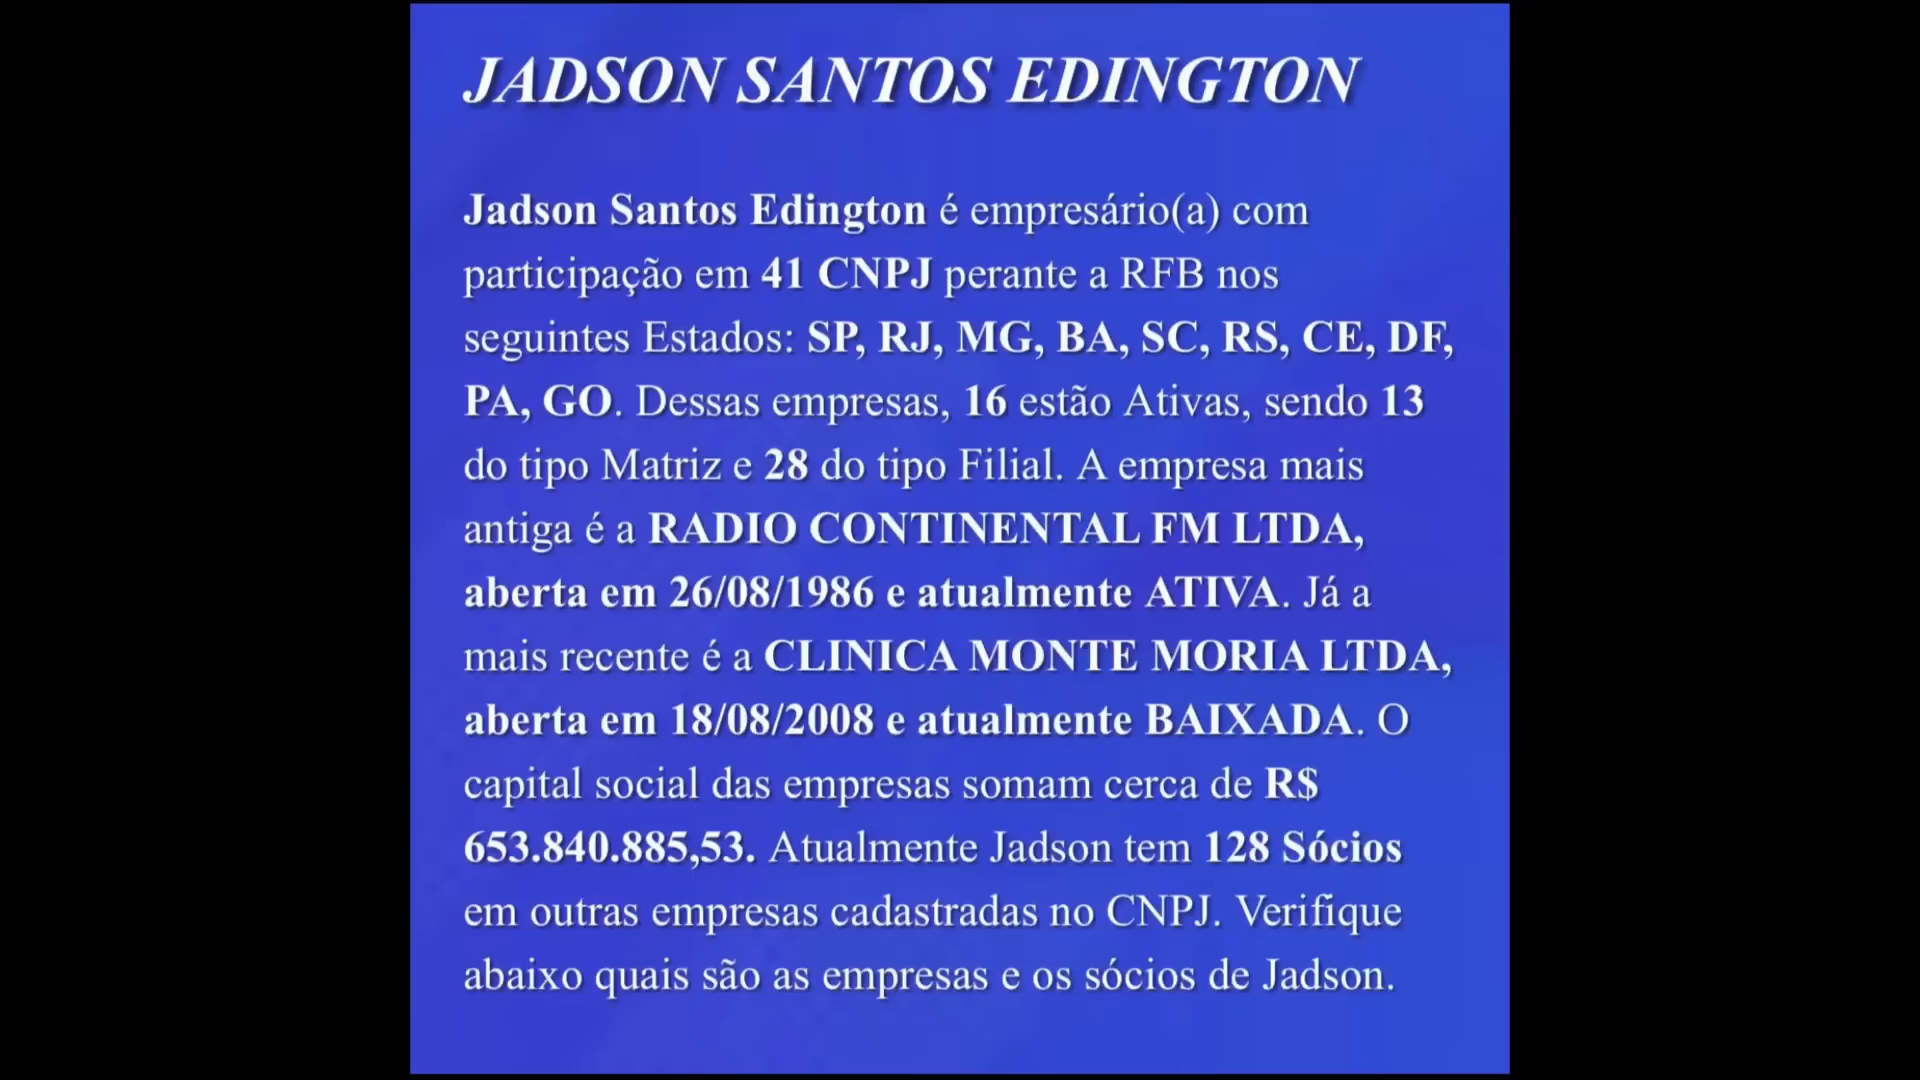 JADSON SANTOS EDINGTON
Jadson Santos Edington é empresário(a) com
participação em 41 CNPJ perante a RFB nos
seguintes Estados: SP, RJ, MG, BA, SC, RS, CE, DF,
PA, GO. Dessas empresas, 16 estão Ativas, sendo 13
do tipo Matriz e 28 do tipo Filial. A empresa mais
antiga é a RADIO CONTINENTAL FM LTDA,
aberta em 26/08/1986 e atualmente ATIVA. Já a
mais recente é a CLINICA MONTE MORIA LTDA,
aberta em 18/08/2008 e atualmente BAIXADA. O
capital social das empresas somam cerca de R$
653.840.885,53. Atualmente Jadson tem 128 Sócios
em outras empresas cadastradas no CNPJ. Verifique
abaixo quais são as empresas e os sócios de Jadson.